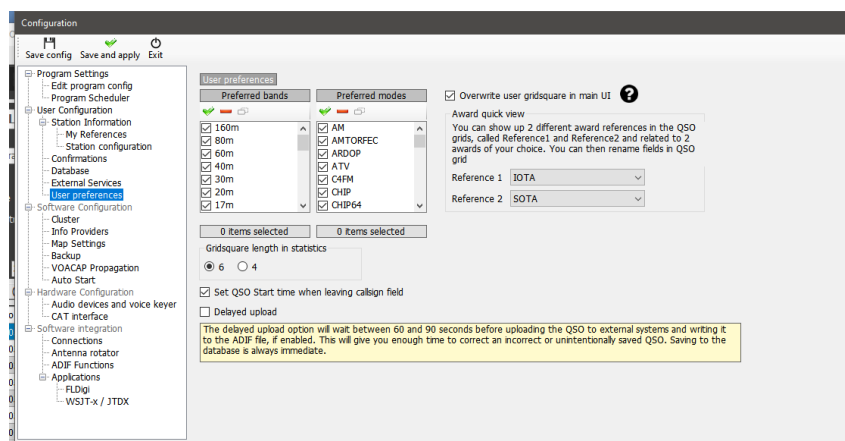 Configuration
Save config Save and apply Exit
Program Settings
Edit program config
Program Scheduler
User Configuration
Station Information
My References
Station configuration
Confirmations
Database
External Services
User preferences
Software Configuration
Cluster
Info Providers
Map Settings
Backup
VOACAP Propagation
Auto Start
Hardware Configuration
Audio devices and voice keyer
CAT interface
Software integration
Connections
Antenna rotator
ADIF Functions
Applications
FLDigi
WSJT-x / JTDX
User preferences
Preferred bands
160m
80m
60m
40m
30m
20m
17m
0 items selected
Preferred modes
AM
AMTORFEC
ARDOP
ATV
C4FM
CHIP
CHIP64
0 items selected
Gridsquare length in statistics
6 4
Set QSO Start time when leaving callsign field
Delayed upload
The delayed upload option will wait between 60 and 90 seconds before uploading the QSO to external systems and writing it
to the ADIF file, if enabled. This will give you enough time to correct an incorrect or unintentionally saved QSO. Saving to the
database is always immediate.
Overwrite user gridsquare in main UI ?
Award quick view
You can show up 2 different award references in the QSO
grids, called Reference1 and Reference2 and related to 2
awards of your choice. You can then rename fields in QSO
grid
Reference 1 IOTA
Reference 2 SOTA